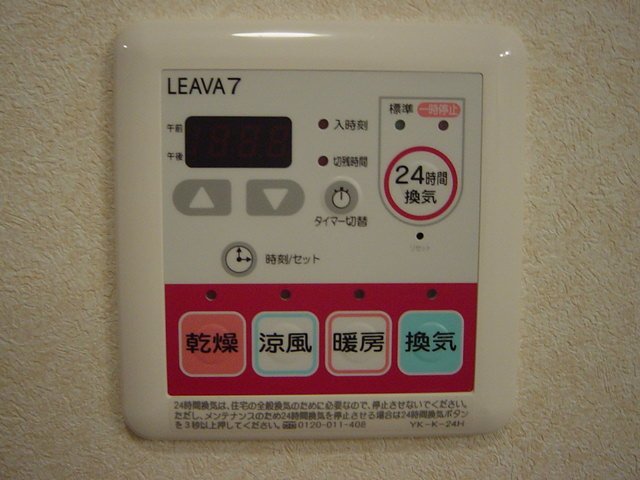 LEAVA7
標準 一時停止
午前
入時刻
午後
切残時間
24時間
換気
タイマー切替
リセット
時刻/セット
乾燥 涼風 暖房 換気
24時間換気は、住宅の全般換気のために必要なので、停止させないでください。
ただし、メンテナンスのため24時間換気を停止させる場合は24時間換気ボタン
を3秒以上押してください。 0120-011-408 YK-K-24H